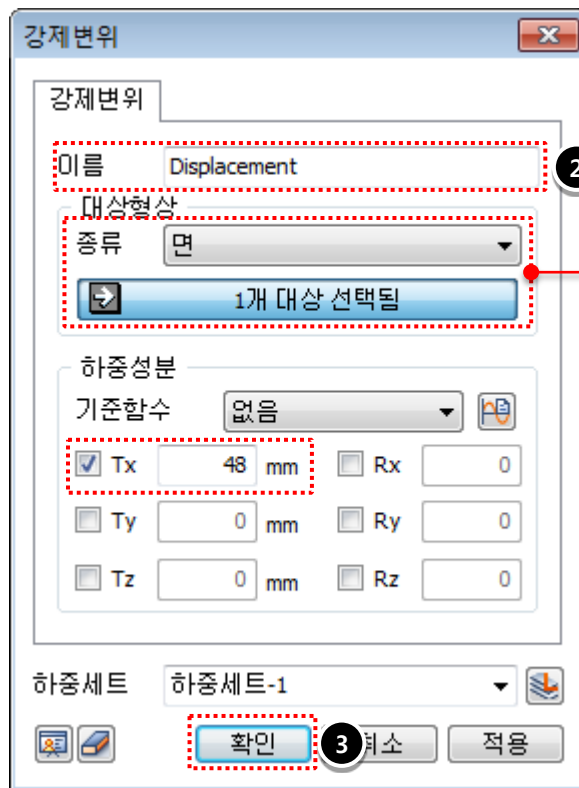 강제변위
강제변위
이름 Displacement 2
대상형상
종류 면
1개 대상 선택됨
하중성분
기준함수 없음
Tx 48 mm Rx 0
Ty 0 mm Ry 0
Tz 0 mm Rz 0
하중세트 하중세트-1
확인 3 적용